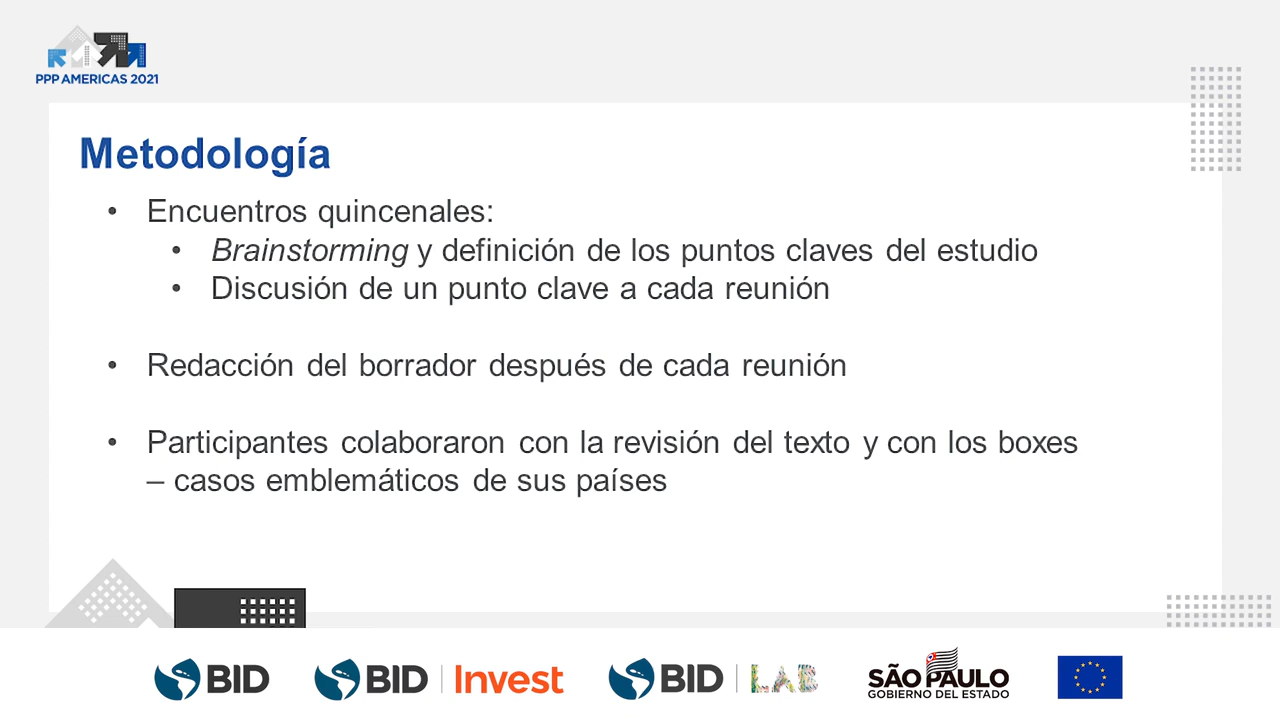 PPP AMERICAS 2021
Metodología
• Encuentros quincenales:
• Brainstorming y definición de los puntos claves del estudio
• Discusión de un punto clave a cada reunión
• Redacción del borrador después de cada reunión
• Participantes colaboraron con la revisión del texto y con los boxes
– casos emblemáticos de sus países
BID
BID | Invest
BID | LAB
SÃO PAULO
GOBIERNO DEL ESTADO